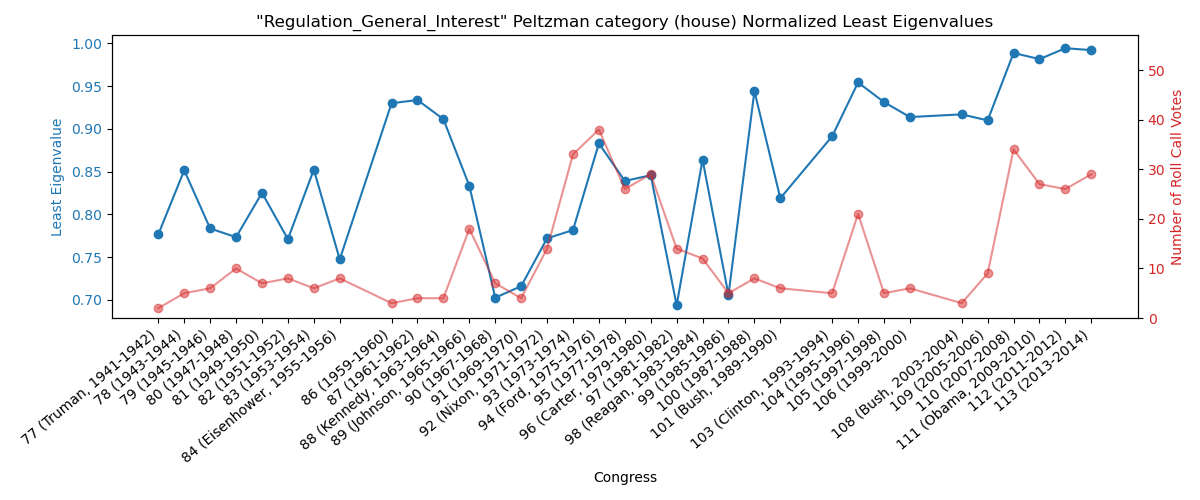 "Regulation_General_Interest" Peltzman category (house) Normalized Least Eigenvalues
Least Eigenvalue
1.00
0.95
0.90
0.85
0.80
0.75
0.70
Number of Roll Call Votes
50
40
30
20
10
0
77 (Truman, 1941-1942)
78 (1943-1944)
79 (1945-1946)
80 (1947-1948)
81 (1949-1950)
82 (1951-1952)
83 (1953-1954)
84 (Eisenhower, 1955-1956)
86 (1959-1960)
87 (1961-1962)
88 (Kennedy, 1963-1964)
89 (Johnson, 1965-1966)
90 (1967-1968)
91 (1969-1970)
92 (Nixon, 1971-1972)
93 (1973-1974)
94 (Ford, 1975-1976)
95 (1977-1978)
96 (Carter, 1979-1980)
97 (1981-1982)
98 (Reagan, 1983-1984)
99 (1985-1986)
100 (1987-1988)
101 (Bush, 1989-1990)
103 (Clinton, 1993-1994)
104 (1995-1996)
105 (1997-1998)
106 (1999-2000)
108 (Bush, 2003-2004)
109 (2005-2006)
110 (2007-2008)
111 (Obama, 2009-2010)
112 (2011-2012)
113 (2013-2014)
Congress